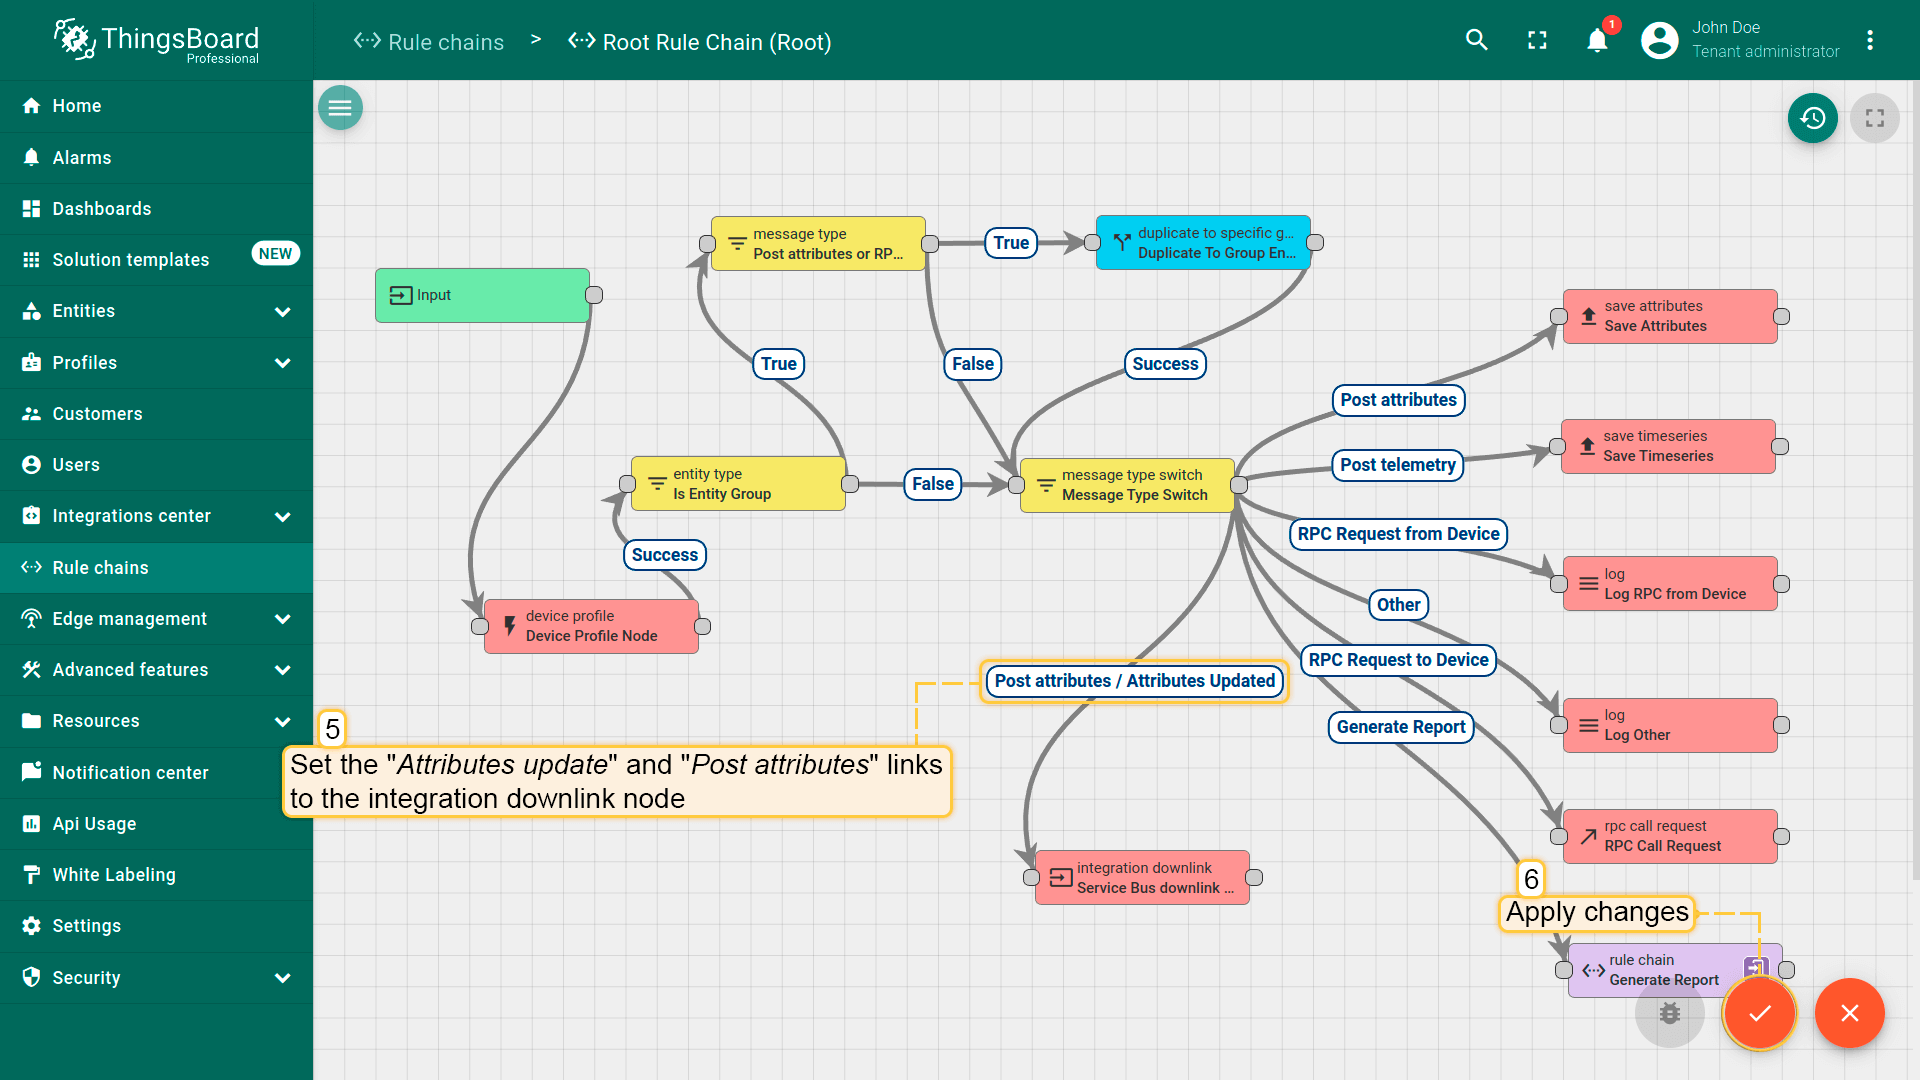 ThingsBoard
Professional
Rule chains > Root Rule Chain (Root)
1
John Doe
Tenant administrator
Home
Alarms
Dashboards
Solution templates NEW
Entities
Profiles
Customers
Users
Integrations center
Rule chains
Edge management
Advanced features
Resources
Notification center
Api Usage
White Labeling
Settings
Security
message type
Post attributes or RP...
True
duplicate to specific g...
Duplicate To Group En...
Input
save attributes
Save Attributes
True
False
Success
Post attributes
save timeseries
Save Timeseries
Post telemetry
entity type
Is Entity Group
False
message type switch
Message Type Switch
RPC Request from Device
Success
log
Log RPC from Device
Other
device profile
Device Profile Node
RPC Request to Device
Post attributes / Attributes Updated
Generate Report
log
Log Other
5
Set the "Attributes update" and "Post attributes" links
to the integration downlink node
rpc call request
RPC Call Request
integration downlink
Service Bus downlink ...
6
Apply changes
rule chain
Generate Report